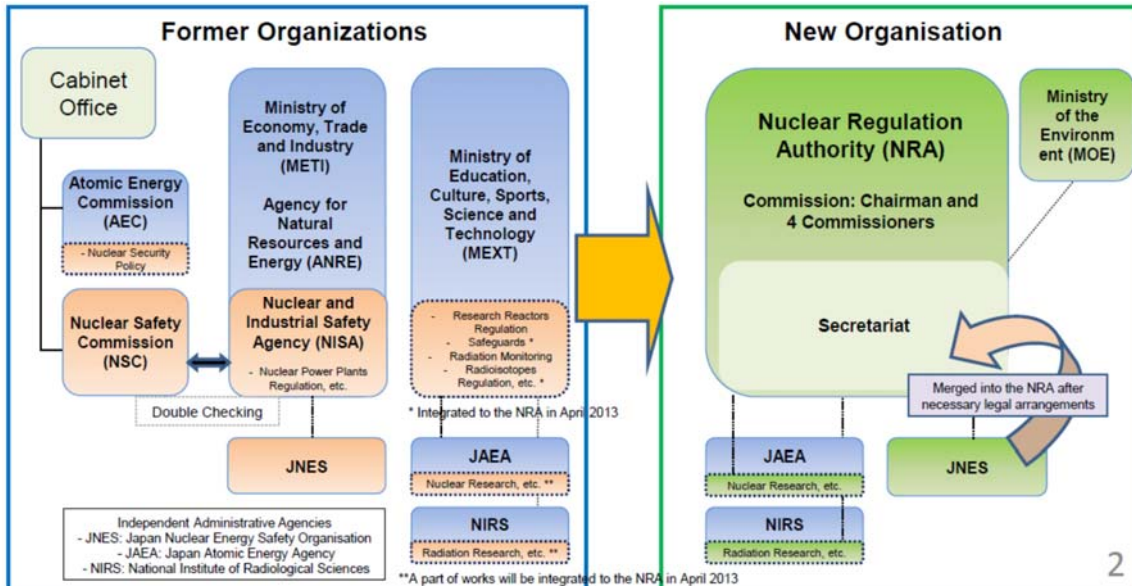 Former Organizations
Cabinet
Office
Atomic Energy
Commission
(AEC)
- Nuclear Security
Policy
Nuclear Safety
Commission
(NSC)
Double Checking
Ministry of
Economy, Trade
and Industry
(METI)
Agency for
Natural
Resources and
Energy (ANRE)
Nuclear and
Industrial Safety
Agency (NISA)
- Nuclear Power Plants
Regulation, etc.
JNES
Ministry of
Education,
Culture, Sports,
Science and
Technology
(MEXT)
- Research Reactors
Regulation
- Safeguards *
- Radiation Monitoring
- Radioisotopes
Regulation, etc. *
* Integrated to the NRA in April 2013
JAEA
Nuclear Research, etc. **
NIRS
Radiation Research, etc. **
Independent Administrative Agencies
- JNES: Japan Nuclear Energy Safety Organisation
- JAEA: Japan Atomic Energy Agency
- NIRS: National Institute of Radiological Sciences
**A part of works will be integrated to the NRA in April 2013
New Organisation
Nuclear Regulation
Authority (NRA)
Commission: Chairman and
4 Commissioners
Secretariat
Ministry
of the
Environm
ent (MOE)
Merged into the NRA after
necessary legal arrangements
JAEA
Nuclear Research, etc.
NIRS
Radiation Research, etc.
JNES
2